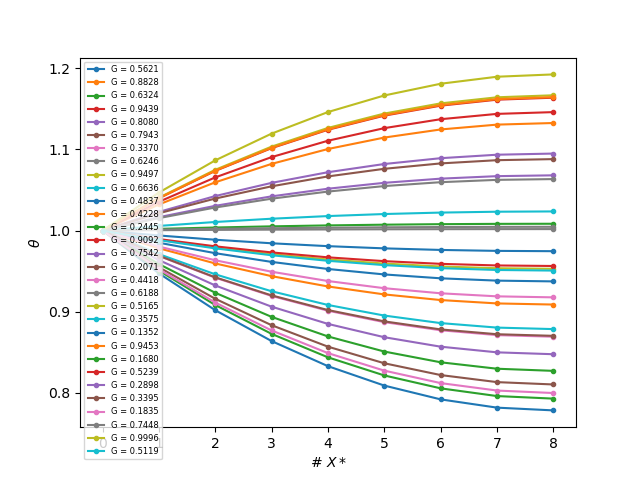 1.2
1.1
1.0
0.9
0.8
θ
G = 0.5621
G = 0.8828
G = 0.6324
G = 0.9439
G = 0.8080
G = 0.7943
G = 0.3370
G = 0.6246
G = 0.9497
G = 0.6636
G = 0.4837
G = 0.4228
G = 0.2445
G = 0.9092
G = 0.7542
G = 0.2071
G = 0.4418
G = 0.6188
G = 0.5165
G = 0.3575
G = 0.1352
G = 0.9453
G = 0.1680
G = 0.5239
G = 0.2898
G = 0.3395
G = 0.1835
G = 0.7448
G = 0.9996
G = 0.5119
2 3 4 5 6 7 8
# X*